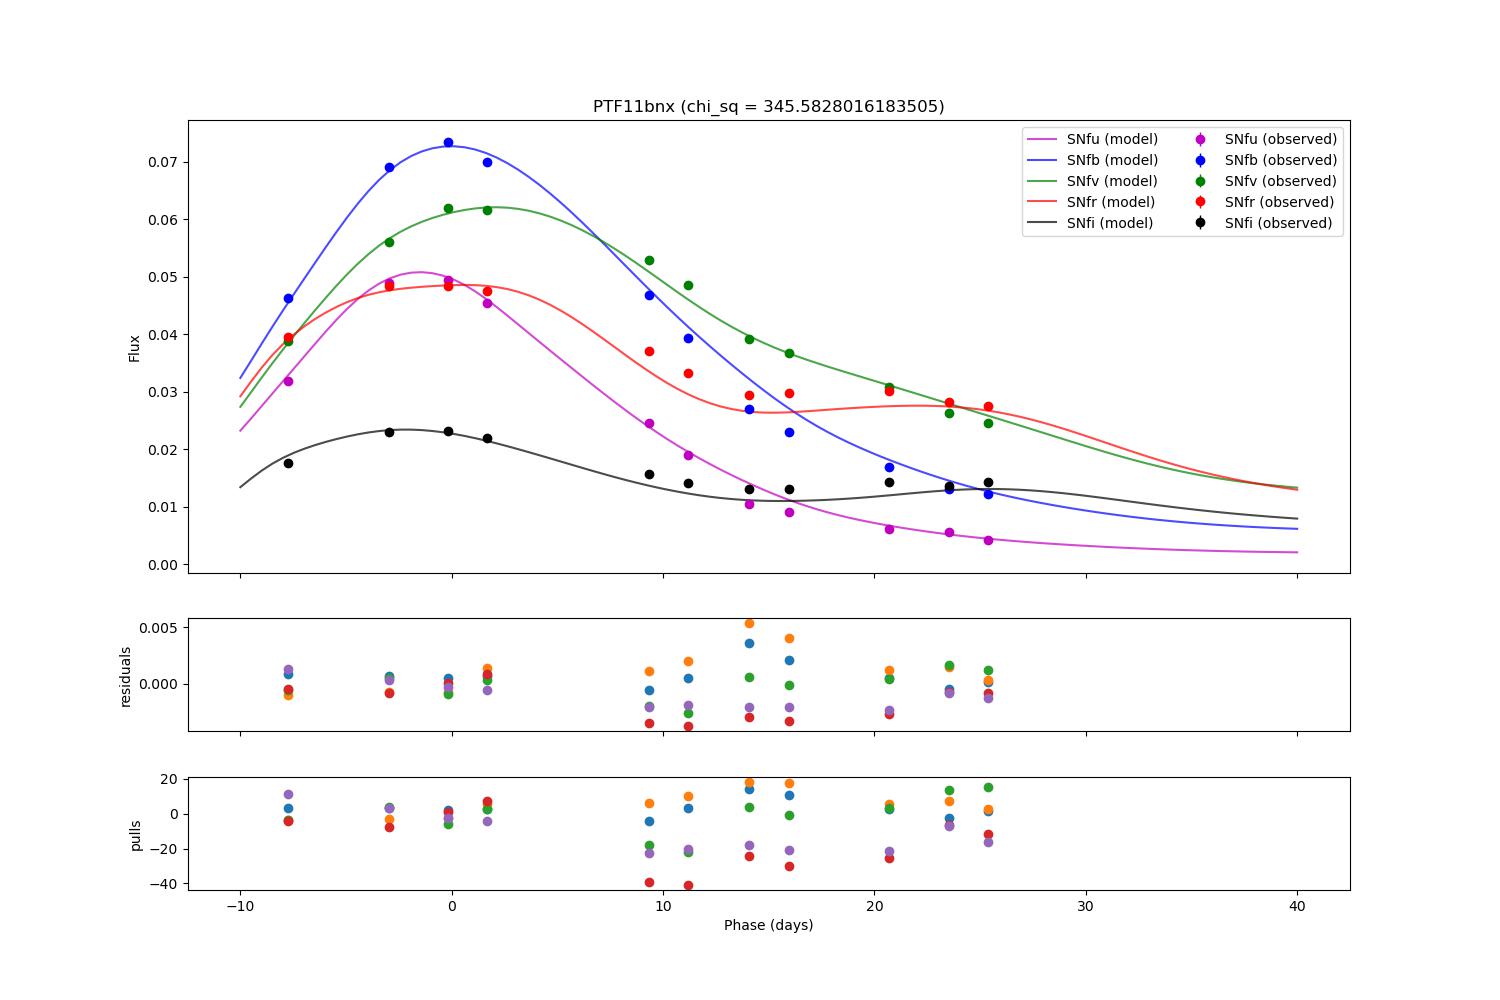 PTF11bnx (chi_sq = 345.5828016183505)
SNfu (model)
SNfb (model)
SNfv (model)
SNfr (model)
SNfi (model)
SNfu (observed)
SNfb (observed)
SNfv (observed)
SNfr (observed)
SNfi (observed)
Flux
0.07
0.06
0.05
0.04
0.03
0.02
0.01
0.00
residuals
0.005
0.000
pulls
20
0
−20
−40
−10
0
10
20
30
40
Phase (days)